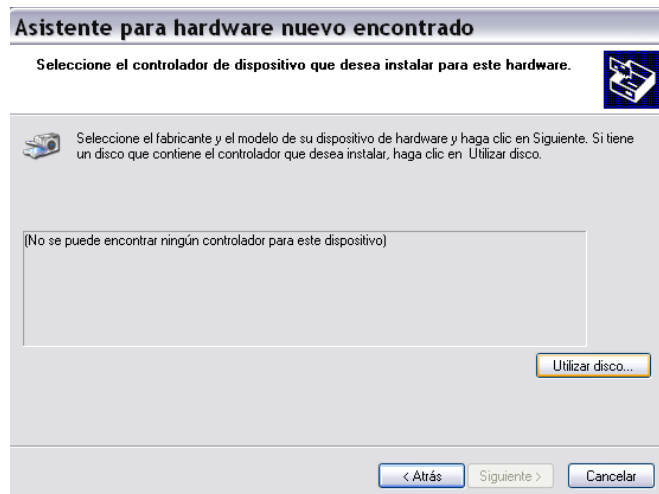 Asistente para hardware nuevo encontrado
Seleccione el controlador de dispositivo que desea instalar para este hardware.
Seleccione el fabricante y el modelo de su dispositivo de hardware y haga clic en Siguiente. Si tiene
un disco que contiene el controlador que desea instalar, haga clic en Utilizar disco.
(No se puede encontrar ningún controlador para este dispositivo)
Utilizar disco...
< Atrás
Siguiente >
Cancelar